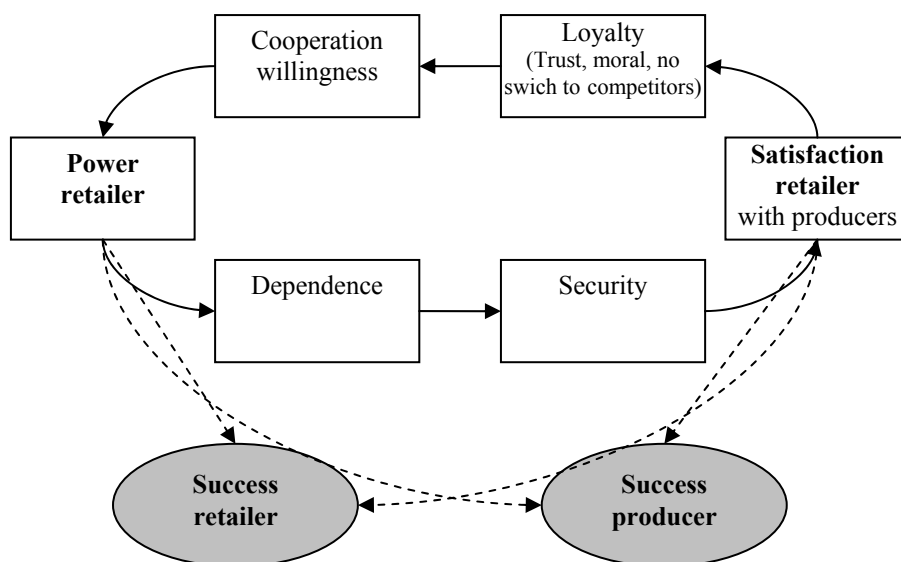 Cooperation
willingness
Loyalty
(Trust, moral, no
swich to competitors)
Power
retailer
Satisfaction
retailer
with producers
Dependence
Security
Success
retailer
Success
producer